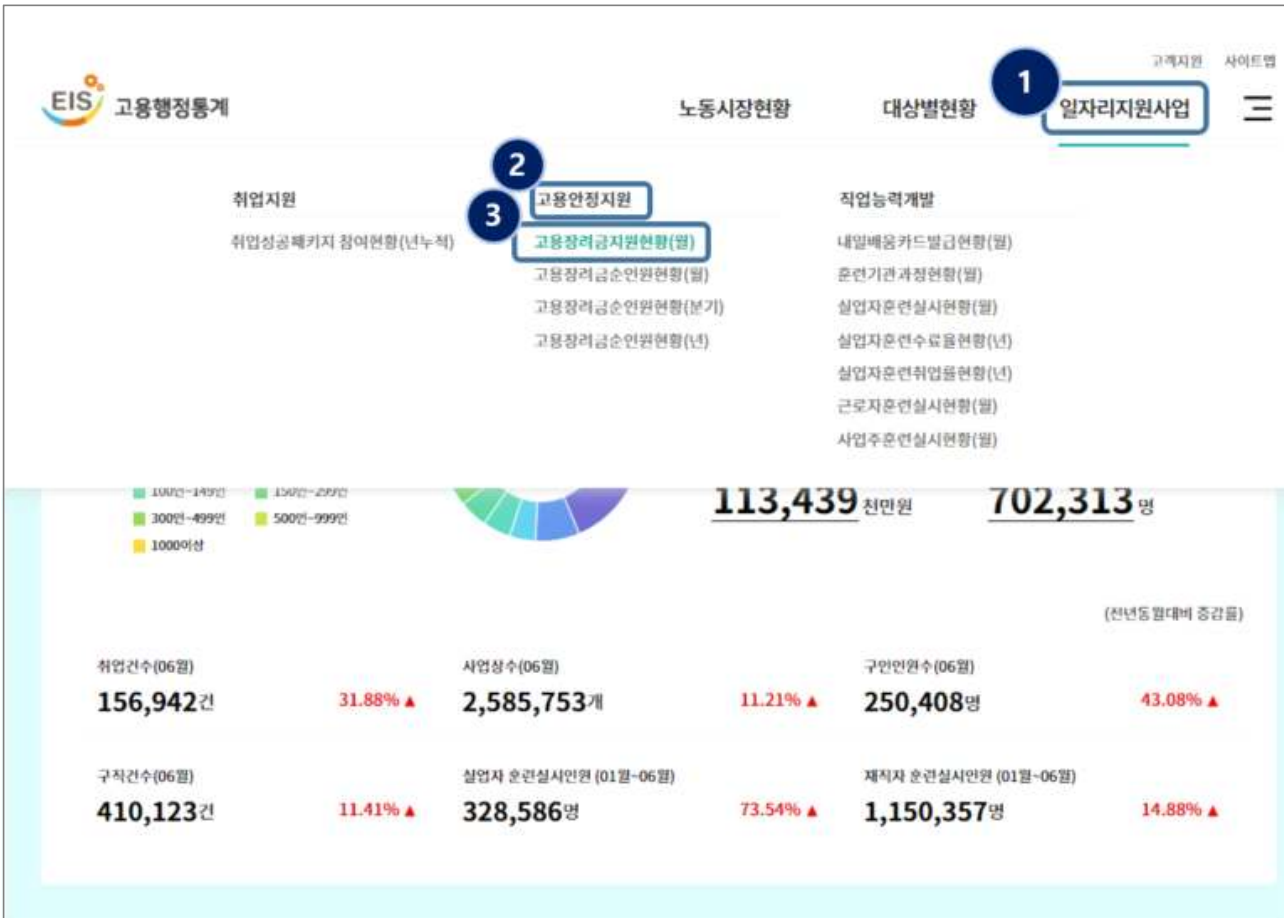 고객지원 사이트맵
EIS 고용행정통계
노동시장현황 대상별현황 1 일자리지원사업
2
취업지원 고용안정지원 직업능력개발
3
취업성공패키지 참여현황(년누적) 고용장려금지원현황(월) 내일배움카드발급현황(월)
고용장려금순인원현황(월) 훈련기관과정현황(월)
고용장려금순인원현황(분기) 실업자훈련실시현황(월)
고용장려금순인원현황(년) 실업자훈련수료율현황(년)
실업자훈련취업률현황(년)
근로자훈련실시현황(월)
사업주훈련실시현황(월)
100인~149인 150인~299인
300인~499인 500인~999인
1000이상
113,439 천만원 702,313 명
(전년동월대비 증감률)
취업건수(06월) 사업장수(06월) 구인인원수(06월)
156,942건 31.88% ▲ 2,585,753개 11.21% ▲ 250,408명 43.08% ▲
구직건수(06월) 실업자 훈련실시인원 (01월~06월) 재직자 훈련실시인원 (01월~06월)
410,123건 11.41% ▲ 328,586명 73.54% ▲ 1,150,357명 14.88% ▲